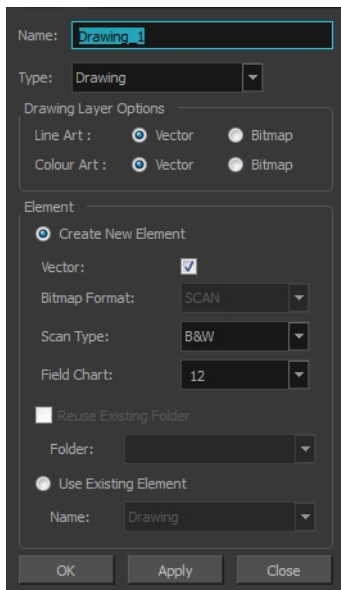 Name: Drawing_1
Type: Drawing
Drawing Layer Options
Line Art : Vector Bitmap
Colour Art : Vector Bitmap
Element
Create New Element
Vector:
Bitmap Format: SCAN
Scan Type: B&W
Field Chart: 12
Reuse Existing Folder
Folder:
Use Existing Element
Name: Drawing
OK Apply Close